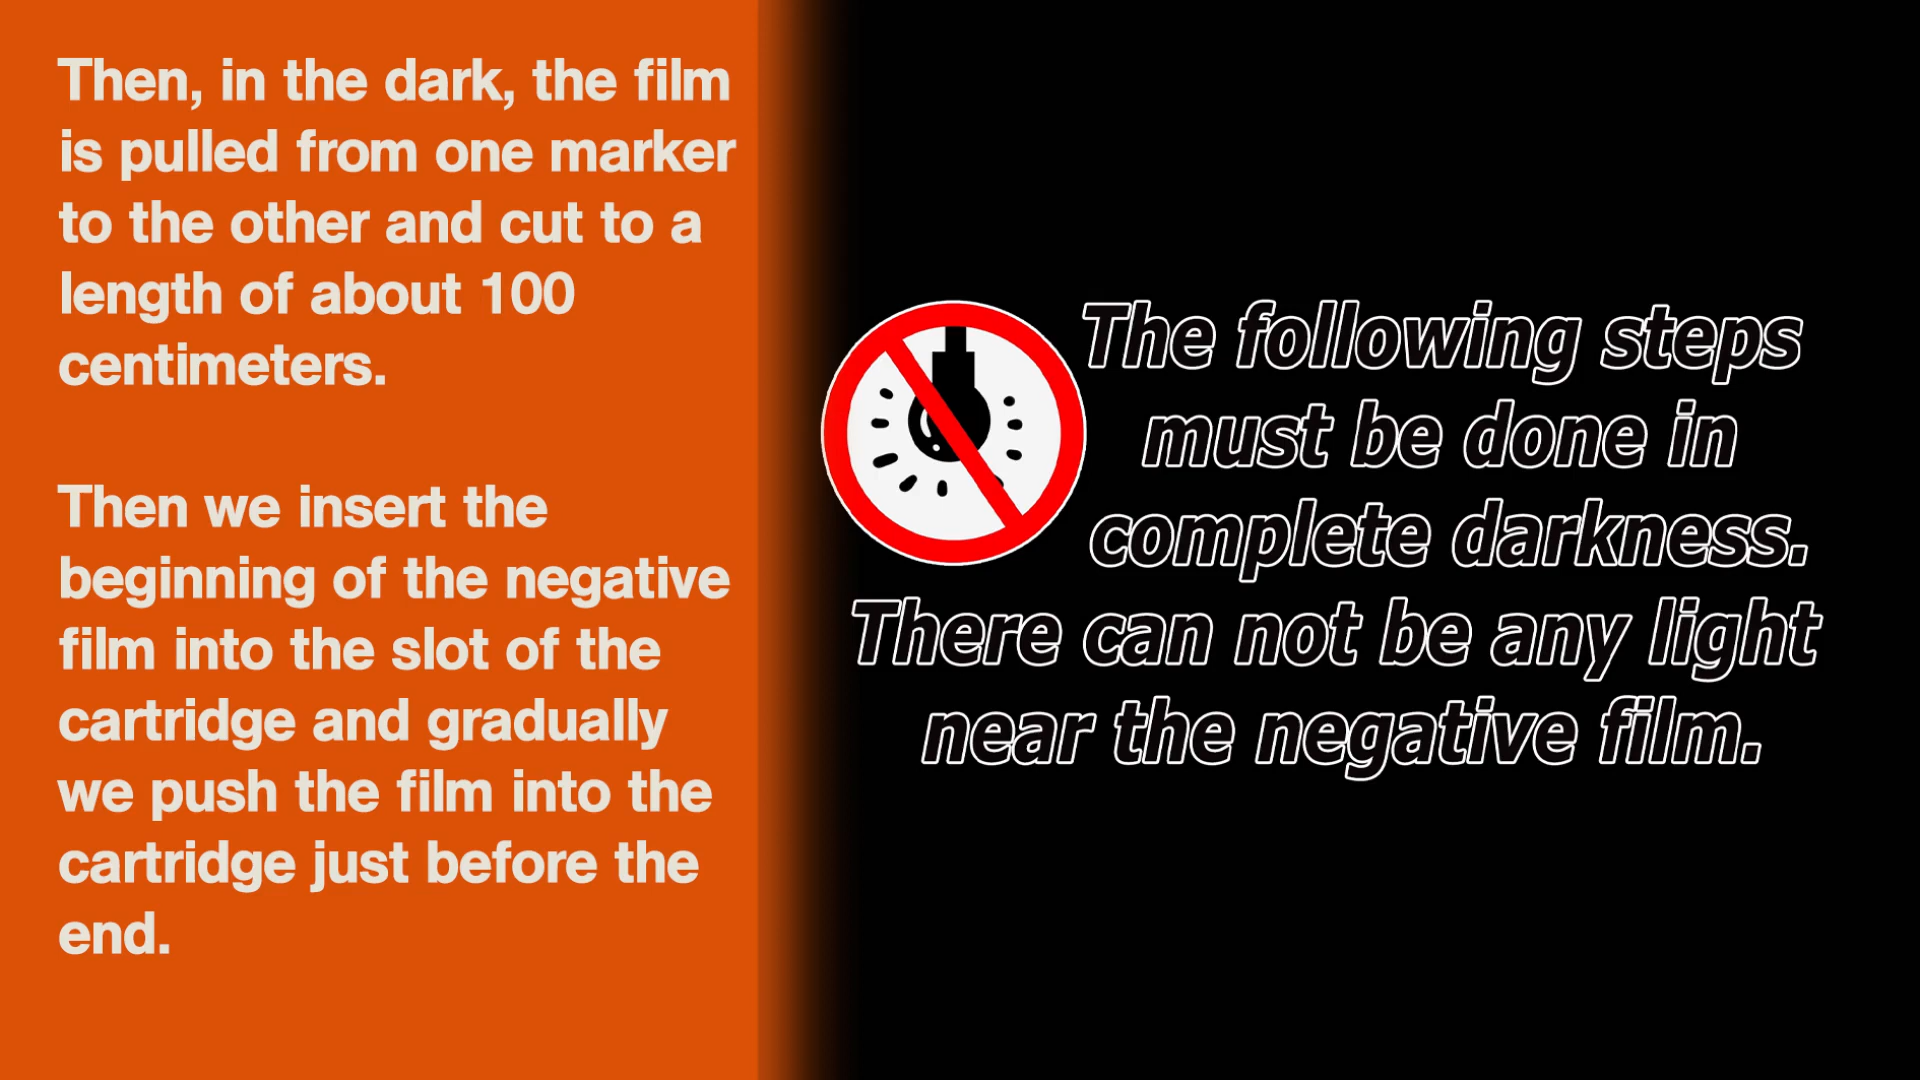 Then, in the dark, the film
is pulled from one marker
to the other and cut to a
length of about 100
centimeters.
Then we insert the
beginning of the negative
film into the slot of the
cartridge and gradually
we push the film into the
cartridge just before the
end.
The following steps
must be done in
complete darkness.
There can not be any light
near the negative film.